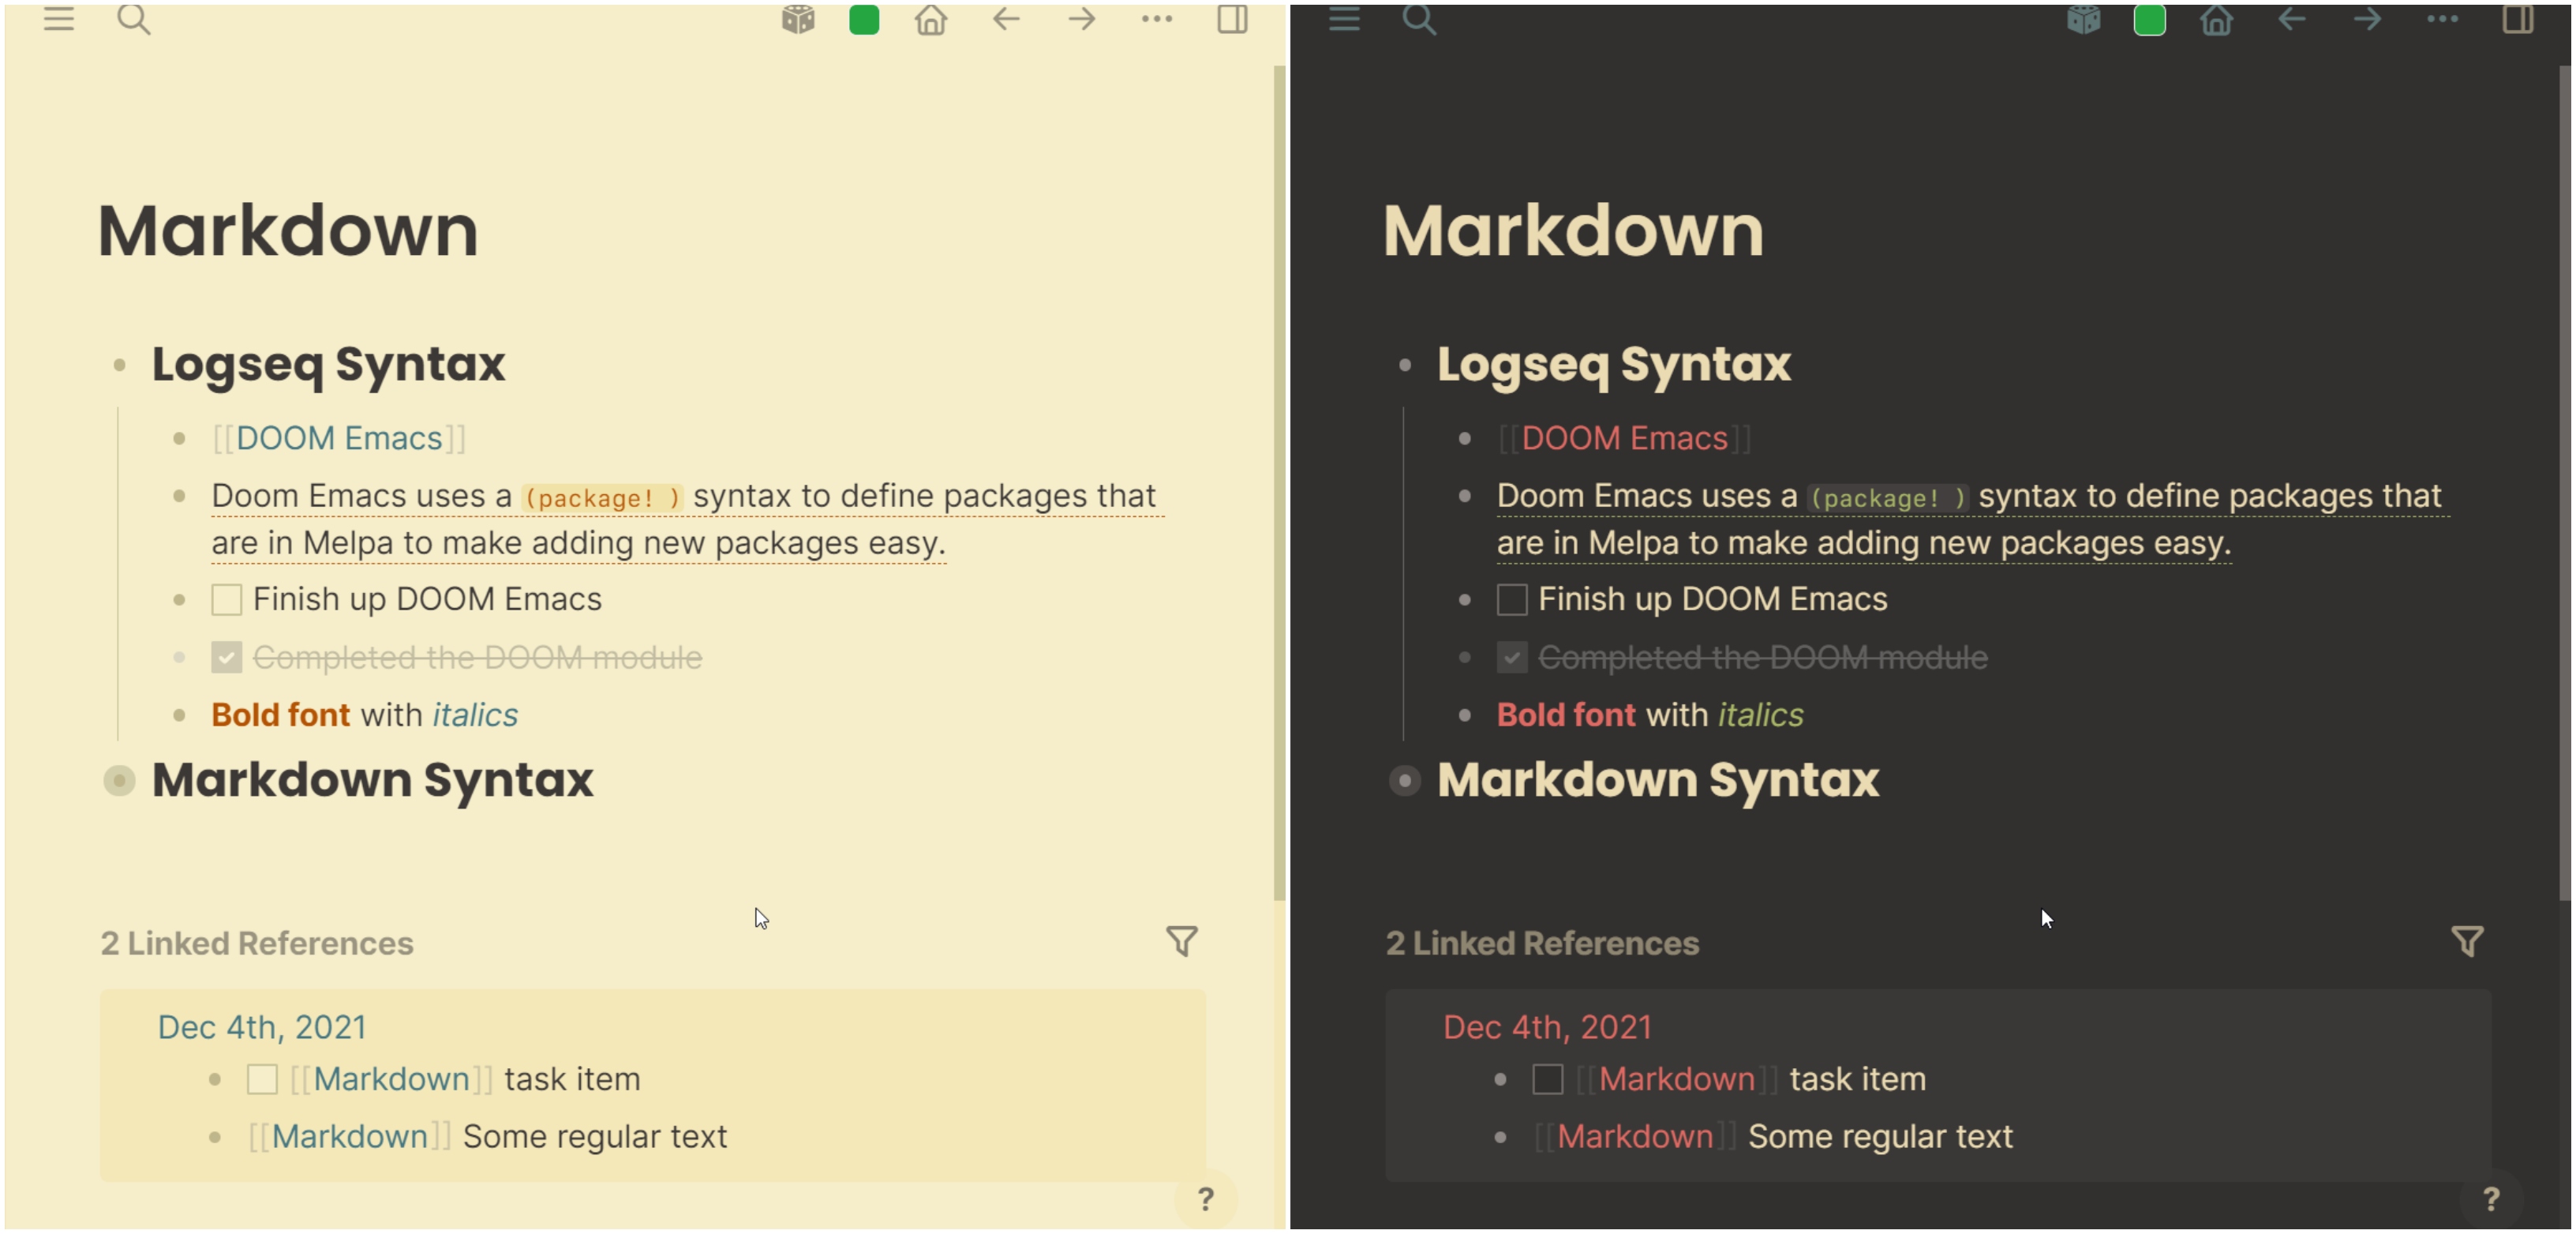 Markdown
Logseq Syntax
[[DOOM Emacs]]
Doom Emacs uses a (package! ) syntax to define packages that
are in Melpa to make adding new packages easy.
Finish up DOOM Emacs
Completed the DOOM module
Bold font with italics
Markdown Syntax
2 Linked References
Dec 4th, 2021
[[Markdown]] task item
[[Markdown]] Some regular text
?
Markdown
Logseq Syntax
[[DOOM Emacs]]
Doom Emacs uses a (package! ) syntax to define packages that
are in Melpa to make adding new packages easy.
Finish up DOOM Emacs
Completed the DOOM module
Bold font with italics
Markdown Syntax
2 Linked References
Dec 4th, 2021
[[Markdown]] task item
[[Markdown]] Some regular text
?